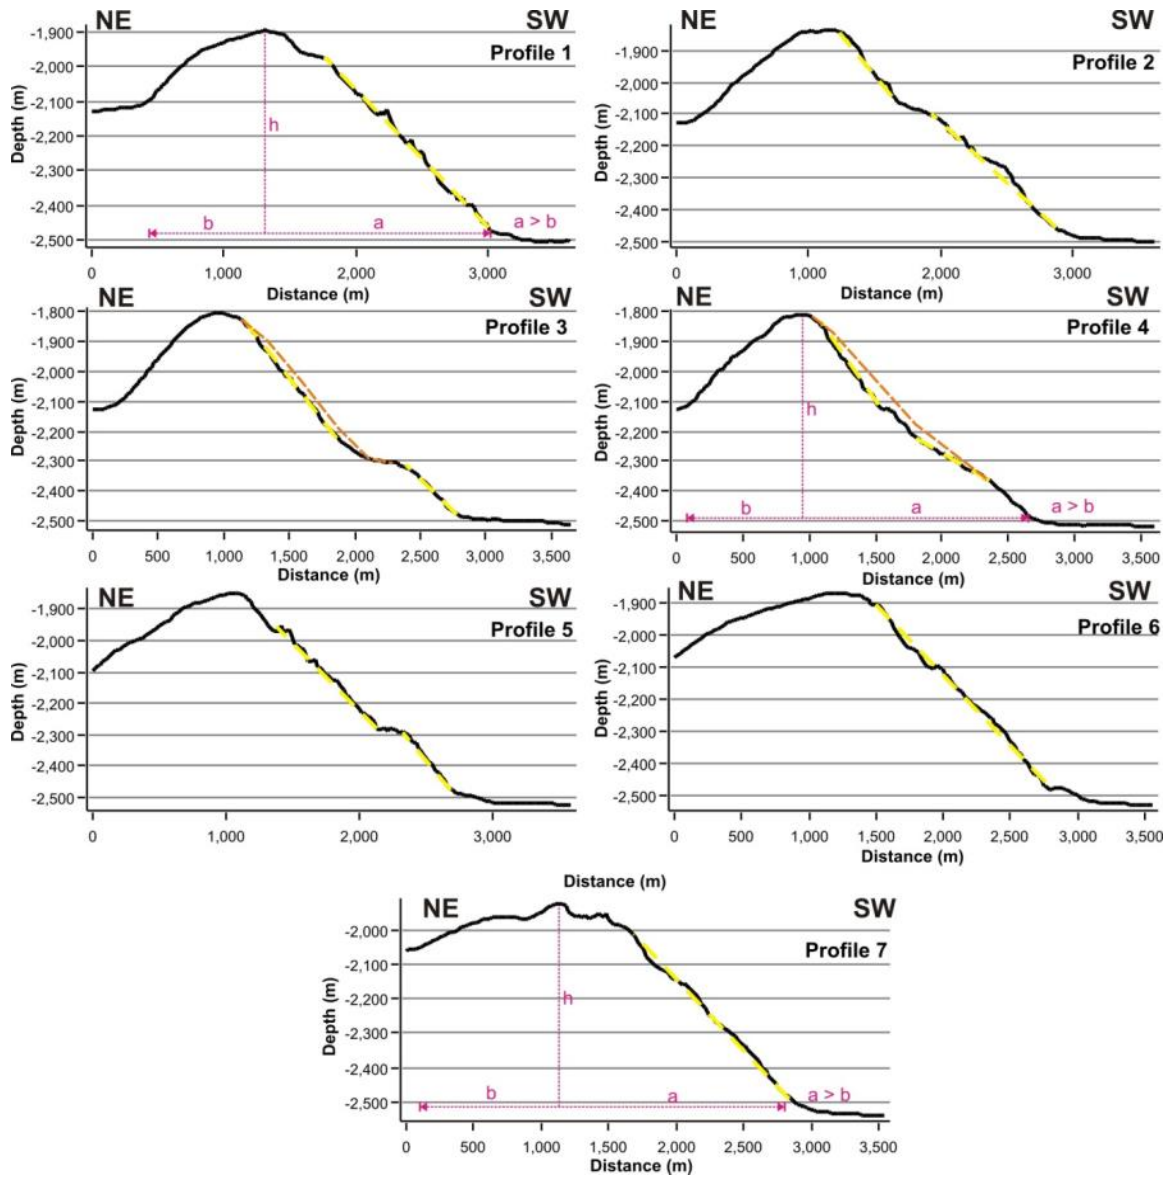 NE SW
Profile 1
Depth (m)
-1,900
-2,000
-2,100
-2,200
-2,300
-2,400
-2,500
h
b a a > b
0 1,000 2,000 3,000
Distance (m)
NE SW
Profile 2
Depth (m)
-1,900
-2,000
-2,100
-2,200
-2,300
-2,400
-2,500
0 1,000 2,000 3,000
Distance (m)
NE SW
Profile 3
Depth (m)
-1,800
-1,900
-2,000
-2,100
-2,200
-2,300
-2,400
-2,500
0 500 1,000 1,500 2,000 2,500 3,000 3,500
Distance (m)
NE SW
Profile 4
Depth (m)
-1,800
-1,900
-2,000
-2,100
-2,200
-2,300
-2,400
-2,500
h
b a a > b
0 500 1,000 1,500 2,000 2,500 3,000 3,500
Distance (m)
NE SW
Profile 5
Depth (m)
-1,900
-2,000
-2,100
-2,200
-2,300
-2,400
-2,500
0 1,000 2,000 3,000
Distance (m)
NE SW
Profile 6
Depth (m)
-1,900
-2,000
-2,100
-2,200
-2,300
-2,400
-2,500
0 500 1,000 1,500 2,000 2,500 3,000 3,500
Distance (m)
NE SW
Profile 7
Depth (m)
-2,000
-2,100
-2,200
-2,300
-2,400
-2,500
h
b a a > b
0 500 1,000 1,500 2,000 2,500 3,000 3,500
Distance (m)